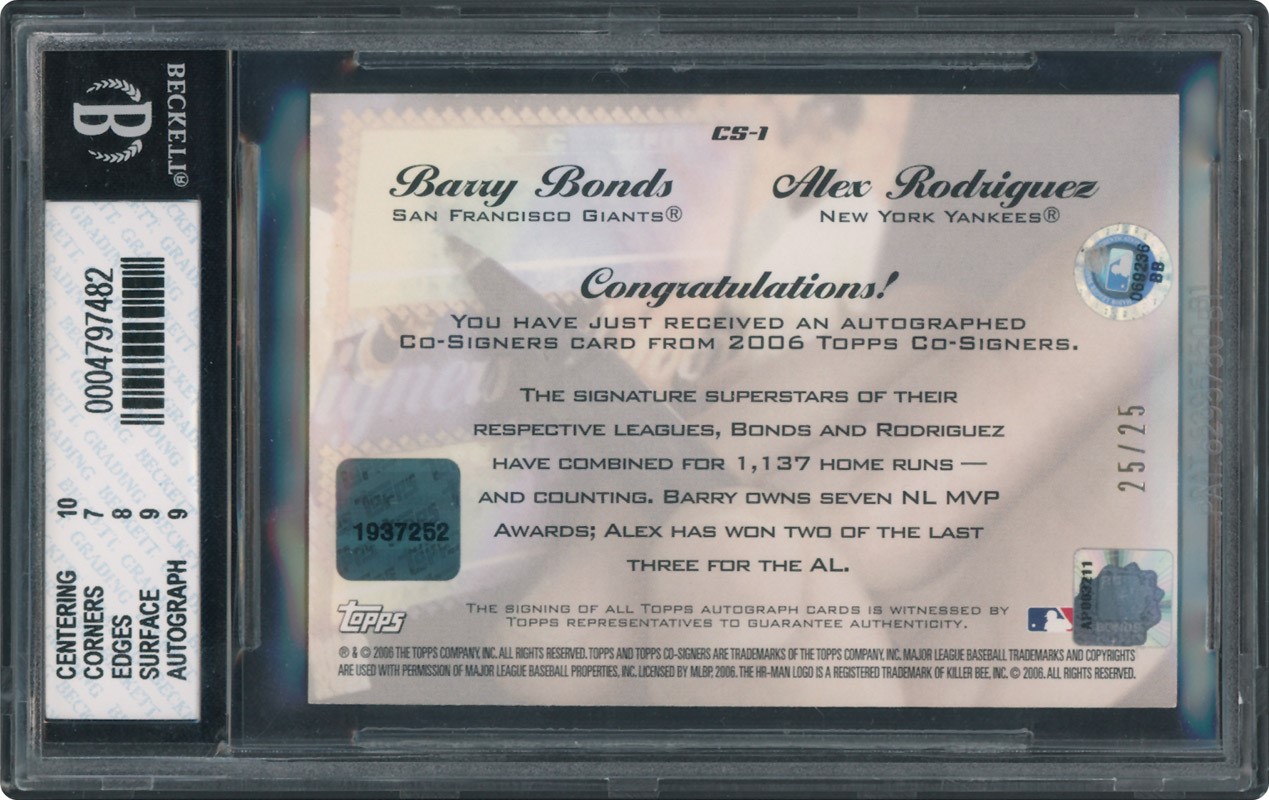 BECKETT®
B
0004797482
CENTERING 10
CORNERS 7
EDGES 8
SURFACE 9
AUTOGRAPH 9
CS-1
Barry Bonds
SAN FRANCISCO GIANTS®
Alex Rodriguez
NEW YORK YANKEES®
Congratulations!
YOU HAVE JUST RECEIVED AN AUTOGRAPHED
CO-SIGNERS CARD FROM 2006 TOPPS CO-SIGNERS.
THE SIGNATURE SUPERSTARS OF THEIR
RESPECTIVE LEAGUES, BONDS AND RODRIGUEZ
HAVE COMBINED FOR 1,137 HOME RUNS —
AND COUNTING. BARRY OWNS SEVEN NL MVP
AWARDS; ALEX HAS WON TWO OF THE LAST
THREE FOR THE AL.
1937252
069236
BB
25/25
topps
THE SIGNING OF ALL TOPPS AUTOGRAPH CARDS IS WITNESSED BY
TOPPS REPRESENTATIVES TO GUARANTEE AUTHENTICITY.
® & © 2006 THE TOPPS COMPANY, INC. ALL RIGHTS RESERVED. TOPPS AND TOPPS CO-SIGNERS ARE TRADEMARKS OF THE TOPPS COMPANY, INC. MAJOR LEAGUE BASEBALL TRADEMARKS AND COPYRIGHTS
ARE USED WITH PERMISSION OF MAJOR LEAGUE BASEBALL PROPERTIES, INC. LICENSED BY MLBP, 2006. THE HR-MAN LOGO IS A REGISTERED TRADEMARK OF KILLER BEE, INC. © 2006. ALL RIGHTS RESERVED.